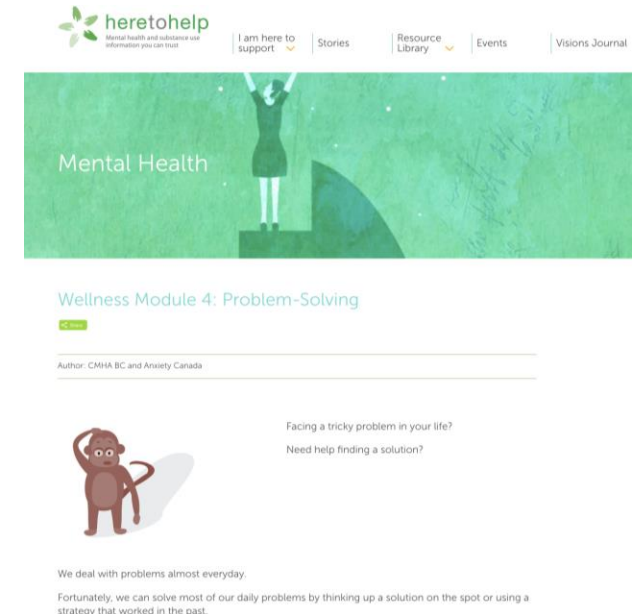 heretohelp
Mental health and substance use
information you can trust
I am here to
support
Stories
Resource
Library
Events
Visions Journal
Mental Health
Wellness Module 4: Problem-Solving
Share
Author: CMHA BC and Anxiety Canada
Facing a tricky problem in your life?
Need help finding a solution?
We deal with problems almost everyday.
Fortunately, we can solve most of our daily problems by thinking up a solution on the spot or using a
strategy that worked in the past.